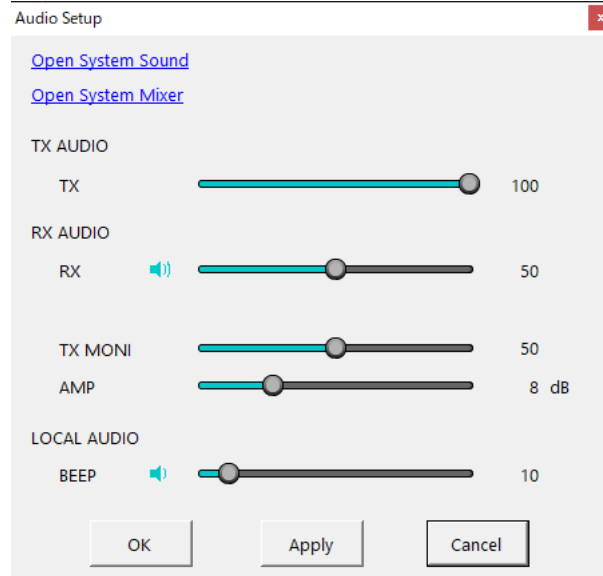 Audio Setup
x
Open System Sound
Open System Mixer
TX AUDIO
TX 100
RX AUDIO
RX 50
TX MONI 50
AMP 8 dB
LOCAL AUDIO
BEEP 10
OK Apply Cancel